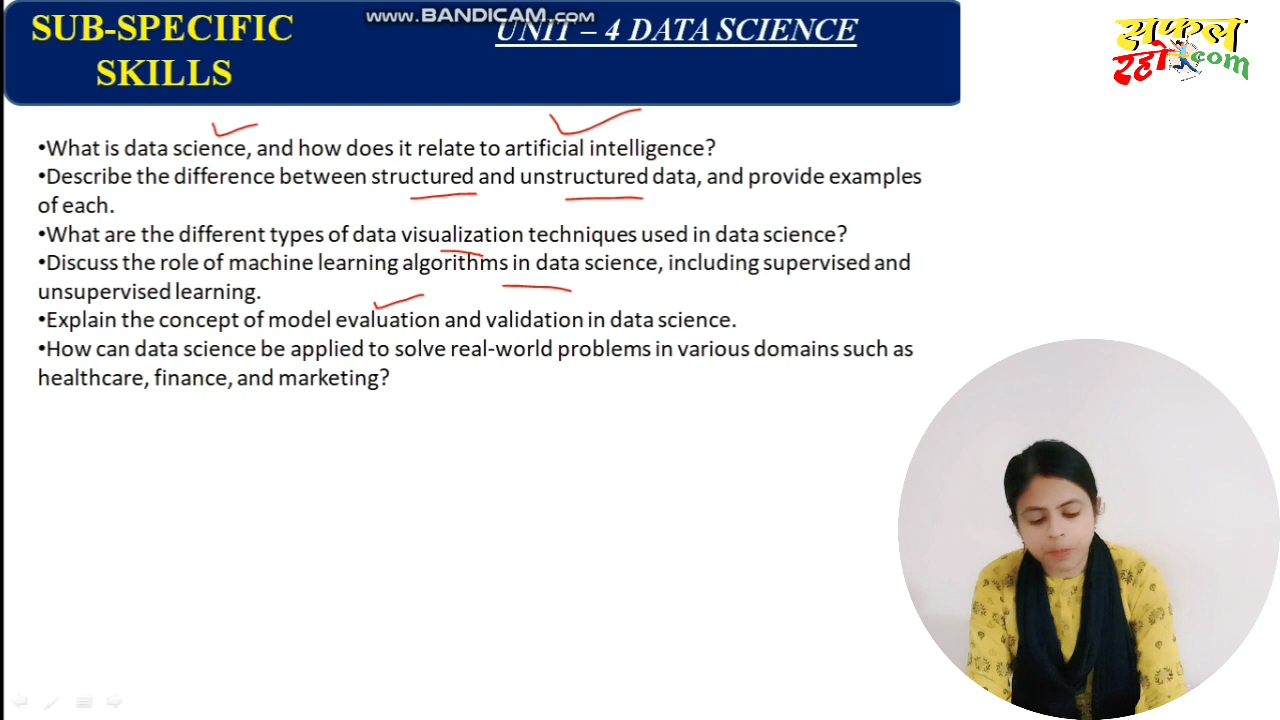 www.BANDICAM.com
SUB-SPECIFIC
SKILLS
UNIT – 4 DATA SCIENCE
सफल
रहो.com
•What is data science, and how does it relate to artificial intelligence?
•Describe the difference between structured and unstructured data, and provide examples
of each.
•What are the different types of data visualization techniques used in data science?
•Discuss the role of machine learning algorithms in data science, including supervised and
unsupervised learning.
•Explain the concept of model evaluation and validation in data science.
•How can data science be applied to solve real-world problems in various domains such as
healthcare, finance, and marketing?